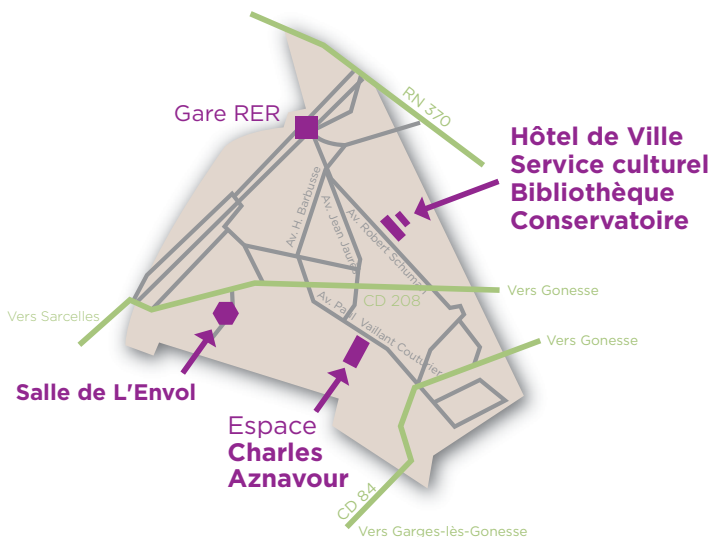 RN 370
Gare RER
Hôtel de Ville
Service culturel
Bibliothèque
Conservatoire
Av. H. Barbusse
Av. Jean Jaurès
Av. Robert Schuman
Vers Gonesse
CD 208
Vers Sarcelles
Av. Paul Vaillant Couturier
Vers Gonesse
Salle de L'Envol
Espace
Charles
Aznavour
CD 84
Vers Garges-lès-Gonesse